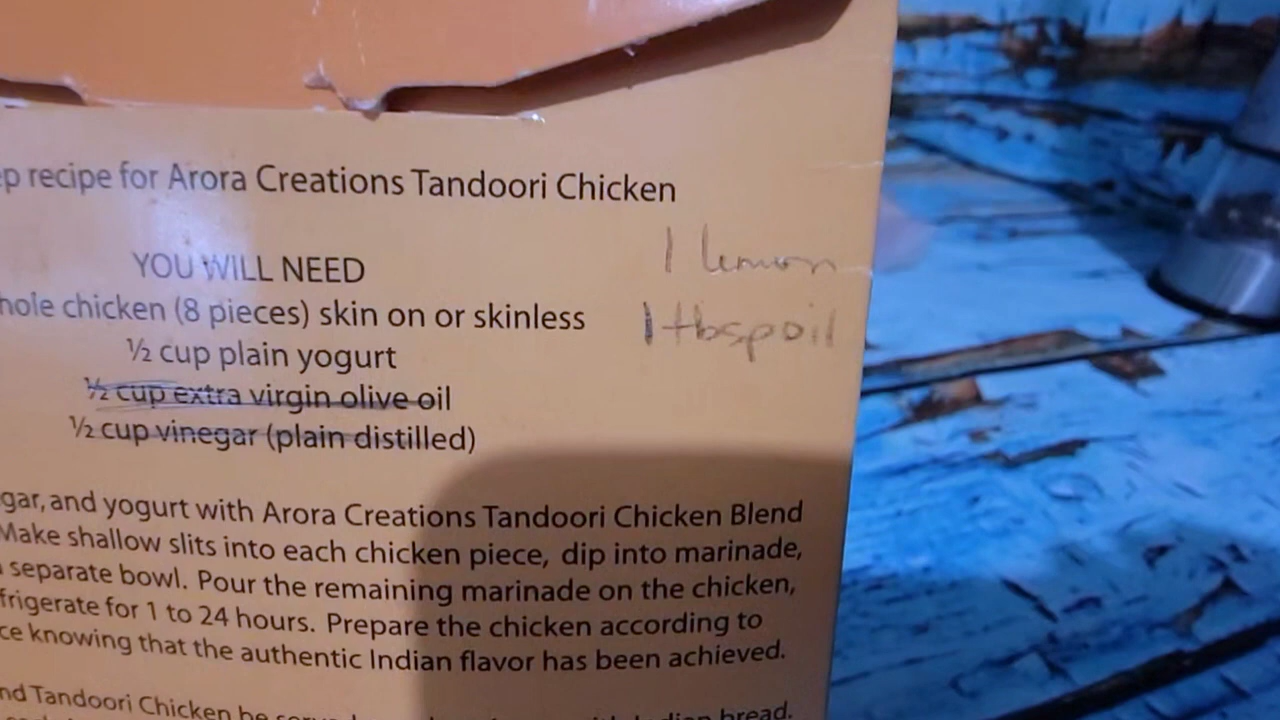 ep recipe for Arora Creations Tandoori Chicken
YOU WILL NEED
1 lemon
hole chicken (8 pieces) skin on or skinless
1 tbsp oil
½ cup plain yogurt
½ cup extra virgin olive oil
½ cup vinegar (plain distilled)
gar, and yogurt with Arora Creations Tandoori Chicken Blend
Make shallow slits into each chicken piece, dip into marinade,
separate bowl. Pour the remaining marinade on the chicken,
frigerate for 1 to 24 hours. Prepare the chicken according to
ce knowing that the authentic Indian flavor has been achieved.
nd Tandoori Chicken be Indian bread.